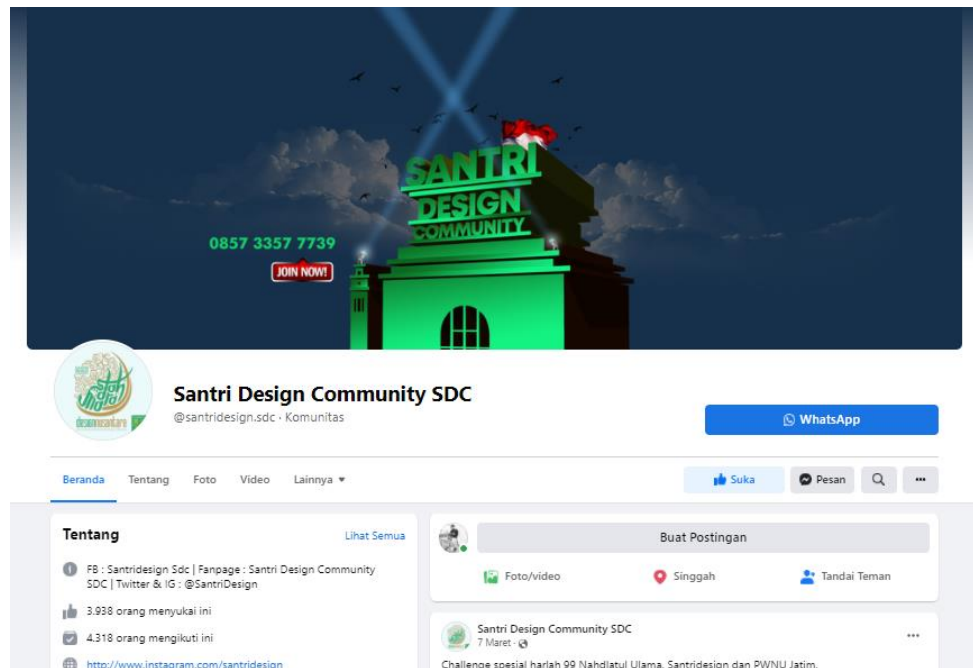 SANTRI
DESIGN
COMMUNITY
0857 3357 7739
JOIN NOW!
Santri Design Community SDC
@santridesign.sdc · Komunitas
WhatsApp
Beranda Tentang Foto Video Lainnya
Suka Pesan
Tentang Lihat Semua
FB : Santridesign Sdc | Fanpage : Santri Design Community
SDC | Twitter & IG : @SantriDesign
3.938 orang menyukai ini
4.318 orang mengikuti ini
http://www.instagram.com/santridesign
Buat Postingan
Foto/video Singgah Tandai Teman
Santri Design Community SDC
7 Maret ·
Challenge spesial harlah 99 Nahdlatul Ulama, Santridesign dan PWNU Jatim.